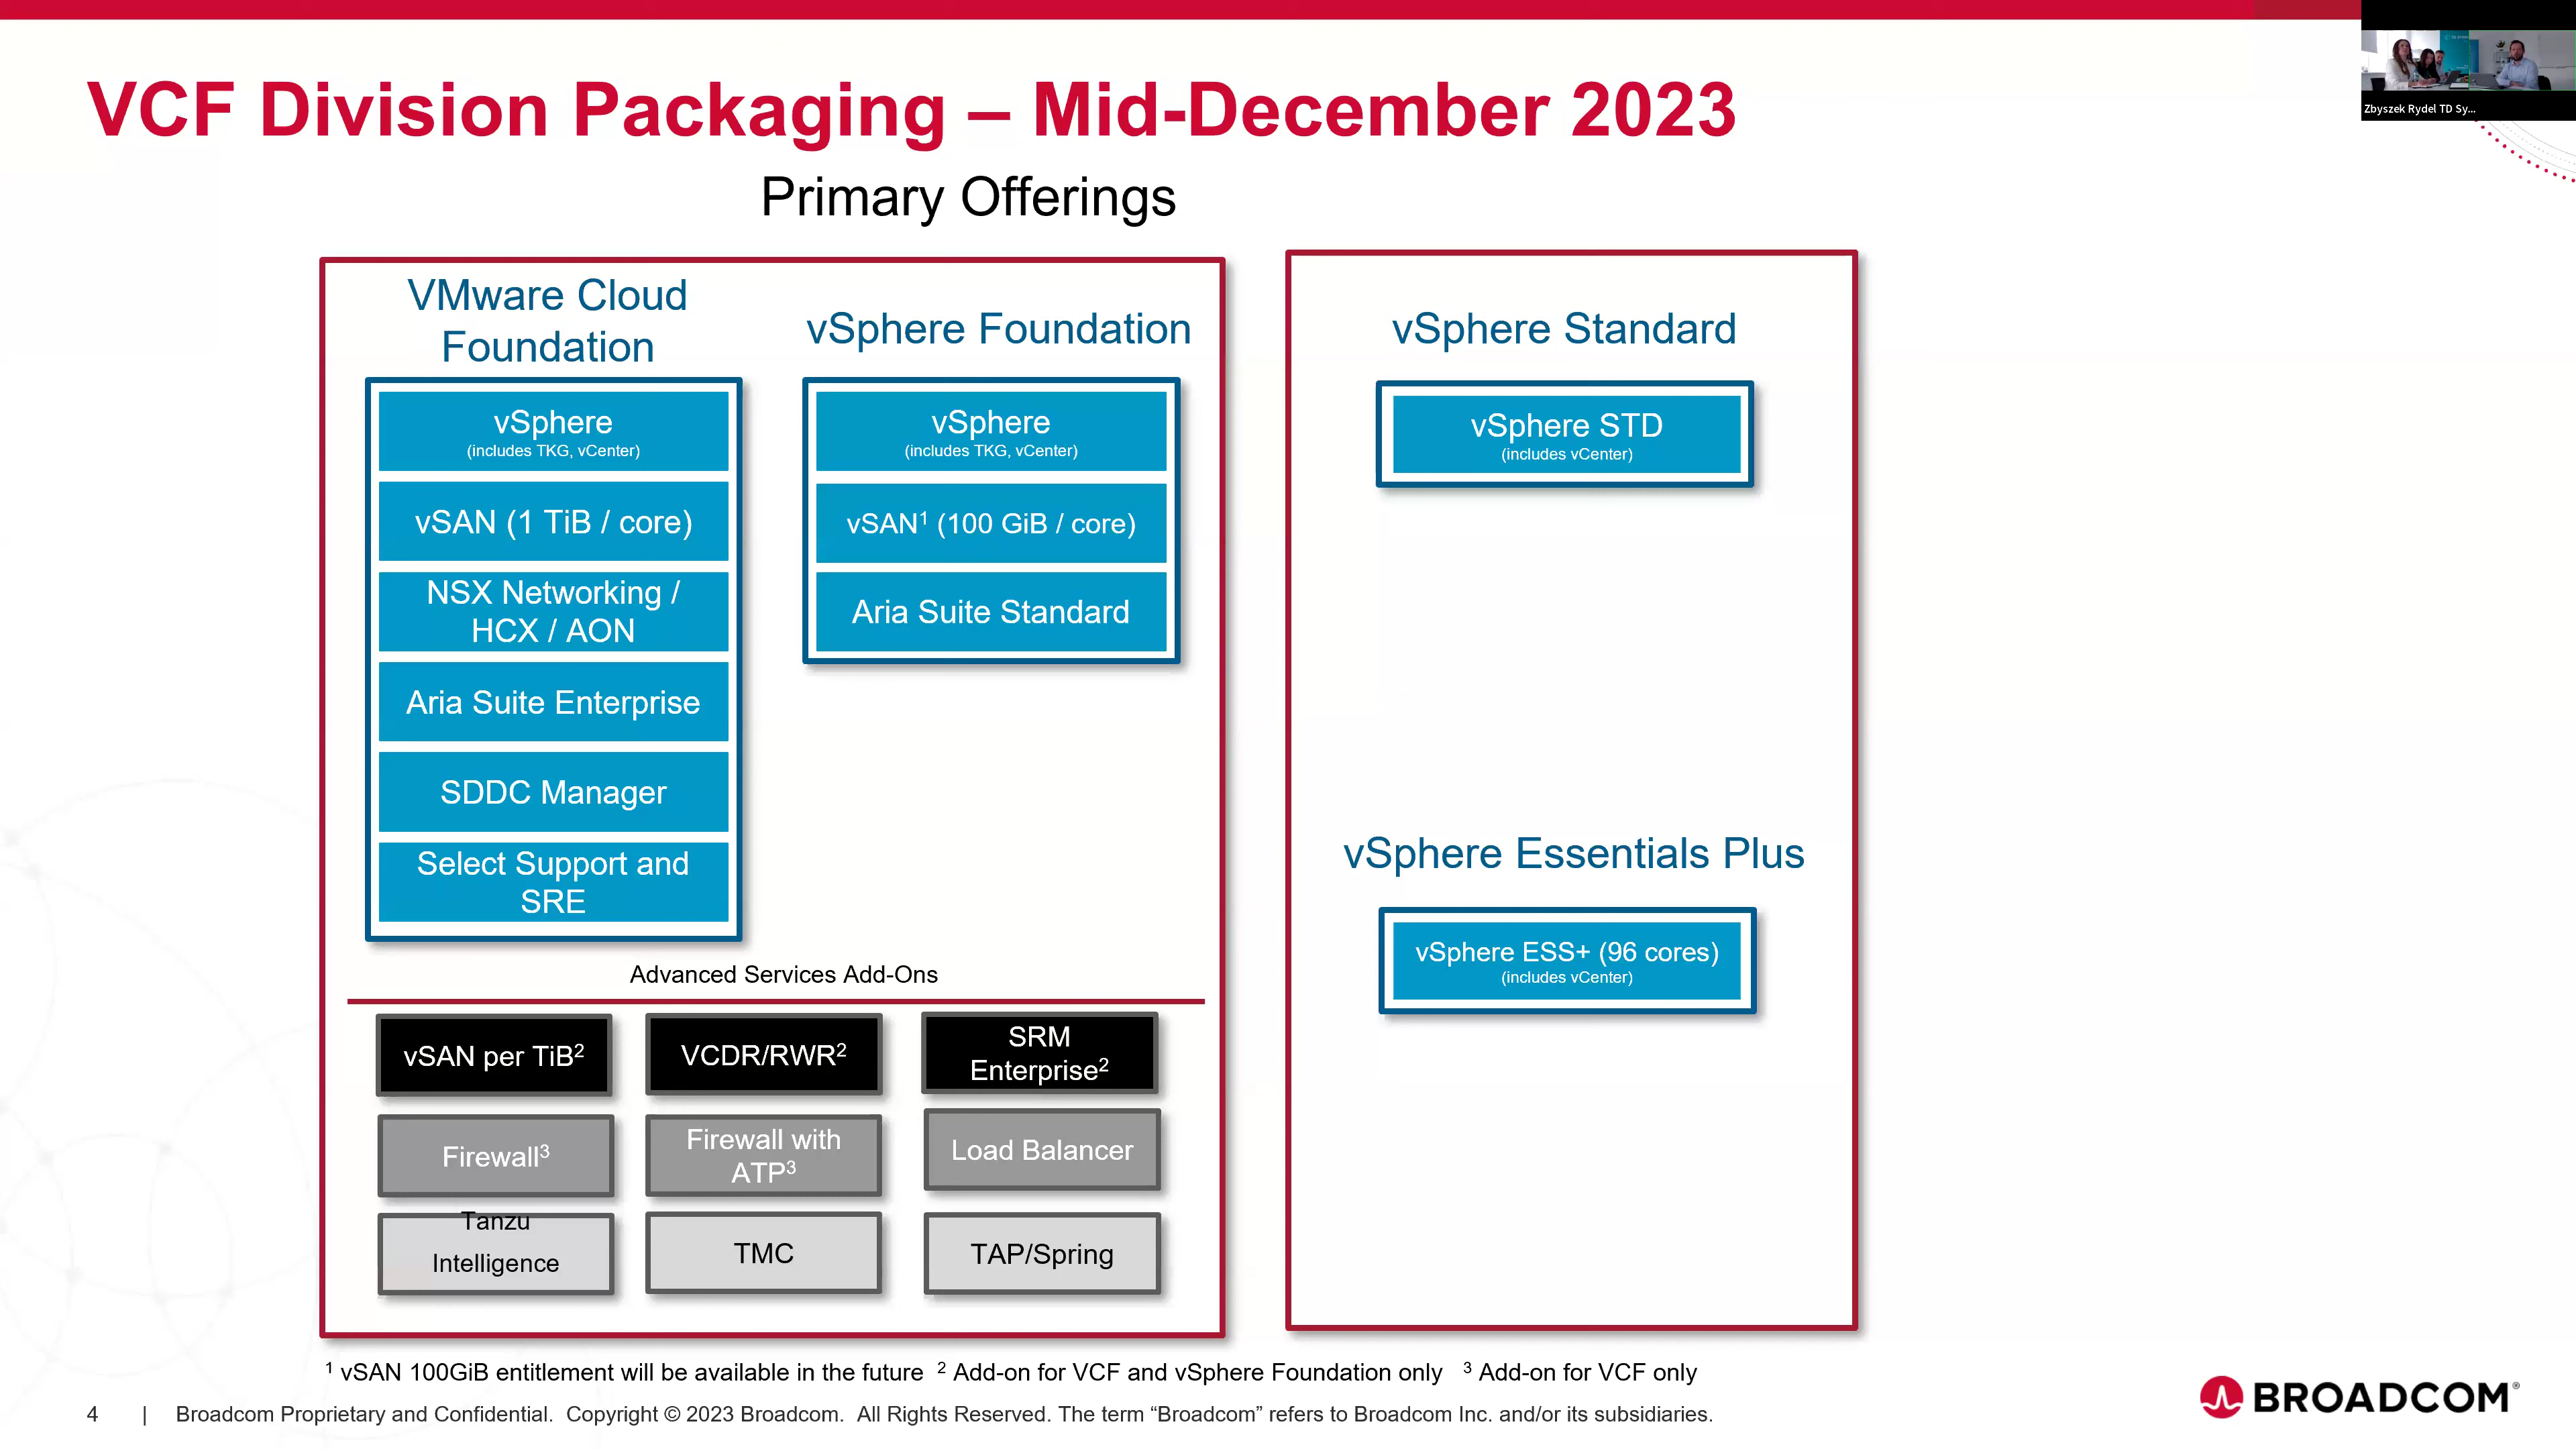 VCF Division Packaging – Mid-December 2023
Zbyszek Rydel TD Sy...
Primary Offerings
VMware Cloud
Foundation
vSphere
(includes TKG, vCenter)
vSAN (1 TiB / core)
NSX Networking /
HCX / AON
Aria Suite Enterprise
SDDC Manager
Select Support and
SRE
vSphere Foundation
vSphere
(includes TKG, vCenter)
vSAN¹ (100 GiB / core)
Aria Suite Standard
Advanced Services Add-Ons
vSAN per TiB²
VCDR/RWR²
SRM
Enterprise²
Firewall³
Firewall with
ATP³
Load Balancer
Tanzu
Intelligence
TMC
TAP/Spring
vSphere Standard
vSphere STD
(includes vCenter)
vSphere Essentials Plus
vSphere ESS+ (96 cores)
(includes vCenter)
¹ vSAN 100GiB entitlement will be available in the future ² Add-on for VCF and vSphere Foundation only ³ Add-on for VCF only
4 | Broadcom Proprietary and Confidential. Copyright © 2023 Broadcom. All Rights Reserved. The term “Broadcom” refers to Broadcom Inc. and/or its subsidiaries.
BROADCOM®